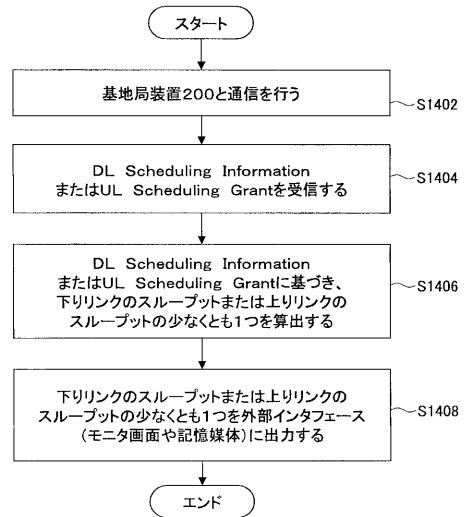 スタート
基地局装置200と通信を行う
S1402
DL Scheduling Information
またはUL Scheduling Grantを受信する
S1404
DL Scheduling Information
またはUL Scheduling Grantに基づき、
下りリンクのスループットまたは上りリンクの
スループットの少なくとも1つを算出する
S1406
下りリンクのスループットまたは上りリンクの
スループットの少なくとも1つを外部インタフェース
(モニタ画面や記憶媒体)に出力する
S1408
エンド